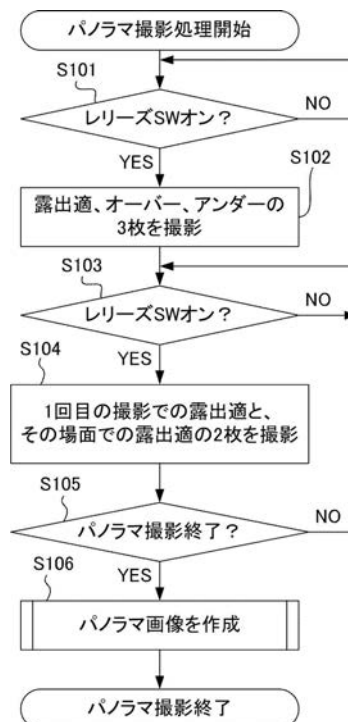 パノラマ撮影処理開始
S101
レリーズSWオン？
NO
YES
S102
露出適、オーバー、アンダーの
3枚を撮影
S103
レリーズSWオン？
NO
YES
S104
1回目の撮影での露出適と、
その場面での露出適の2枚を撮影
S105
パノラマ撮影終了？
NO
YES
S106
パノラマ画像を作成
パノラマ撮影終了